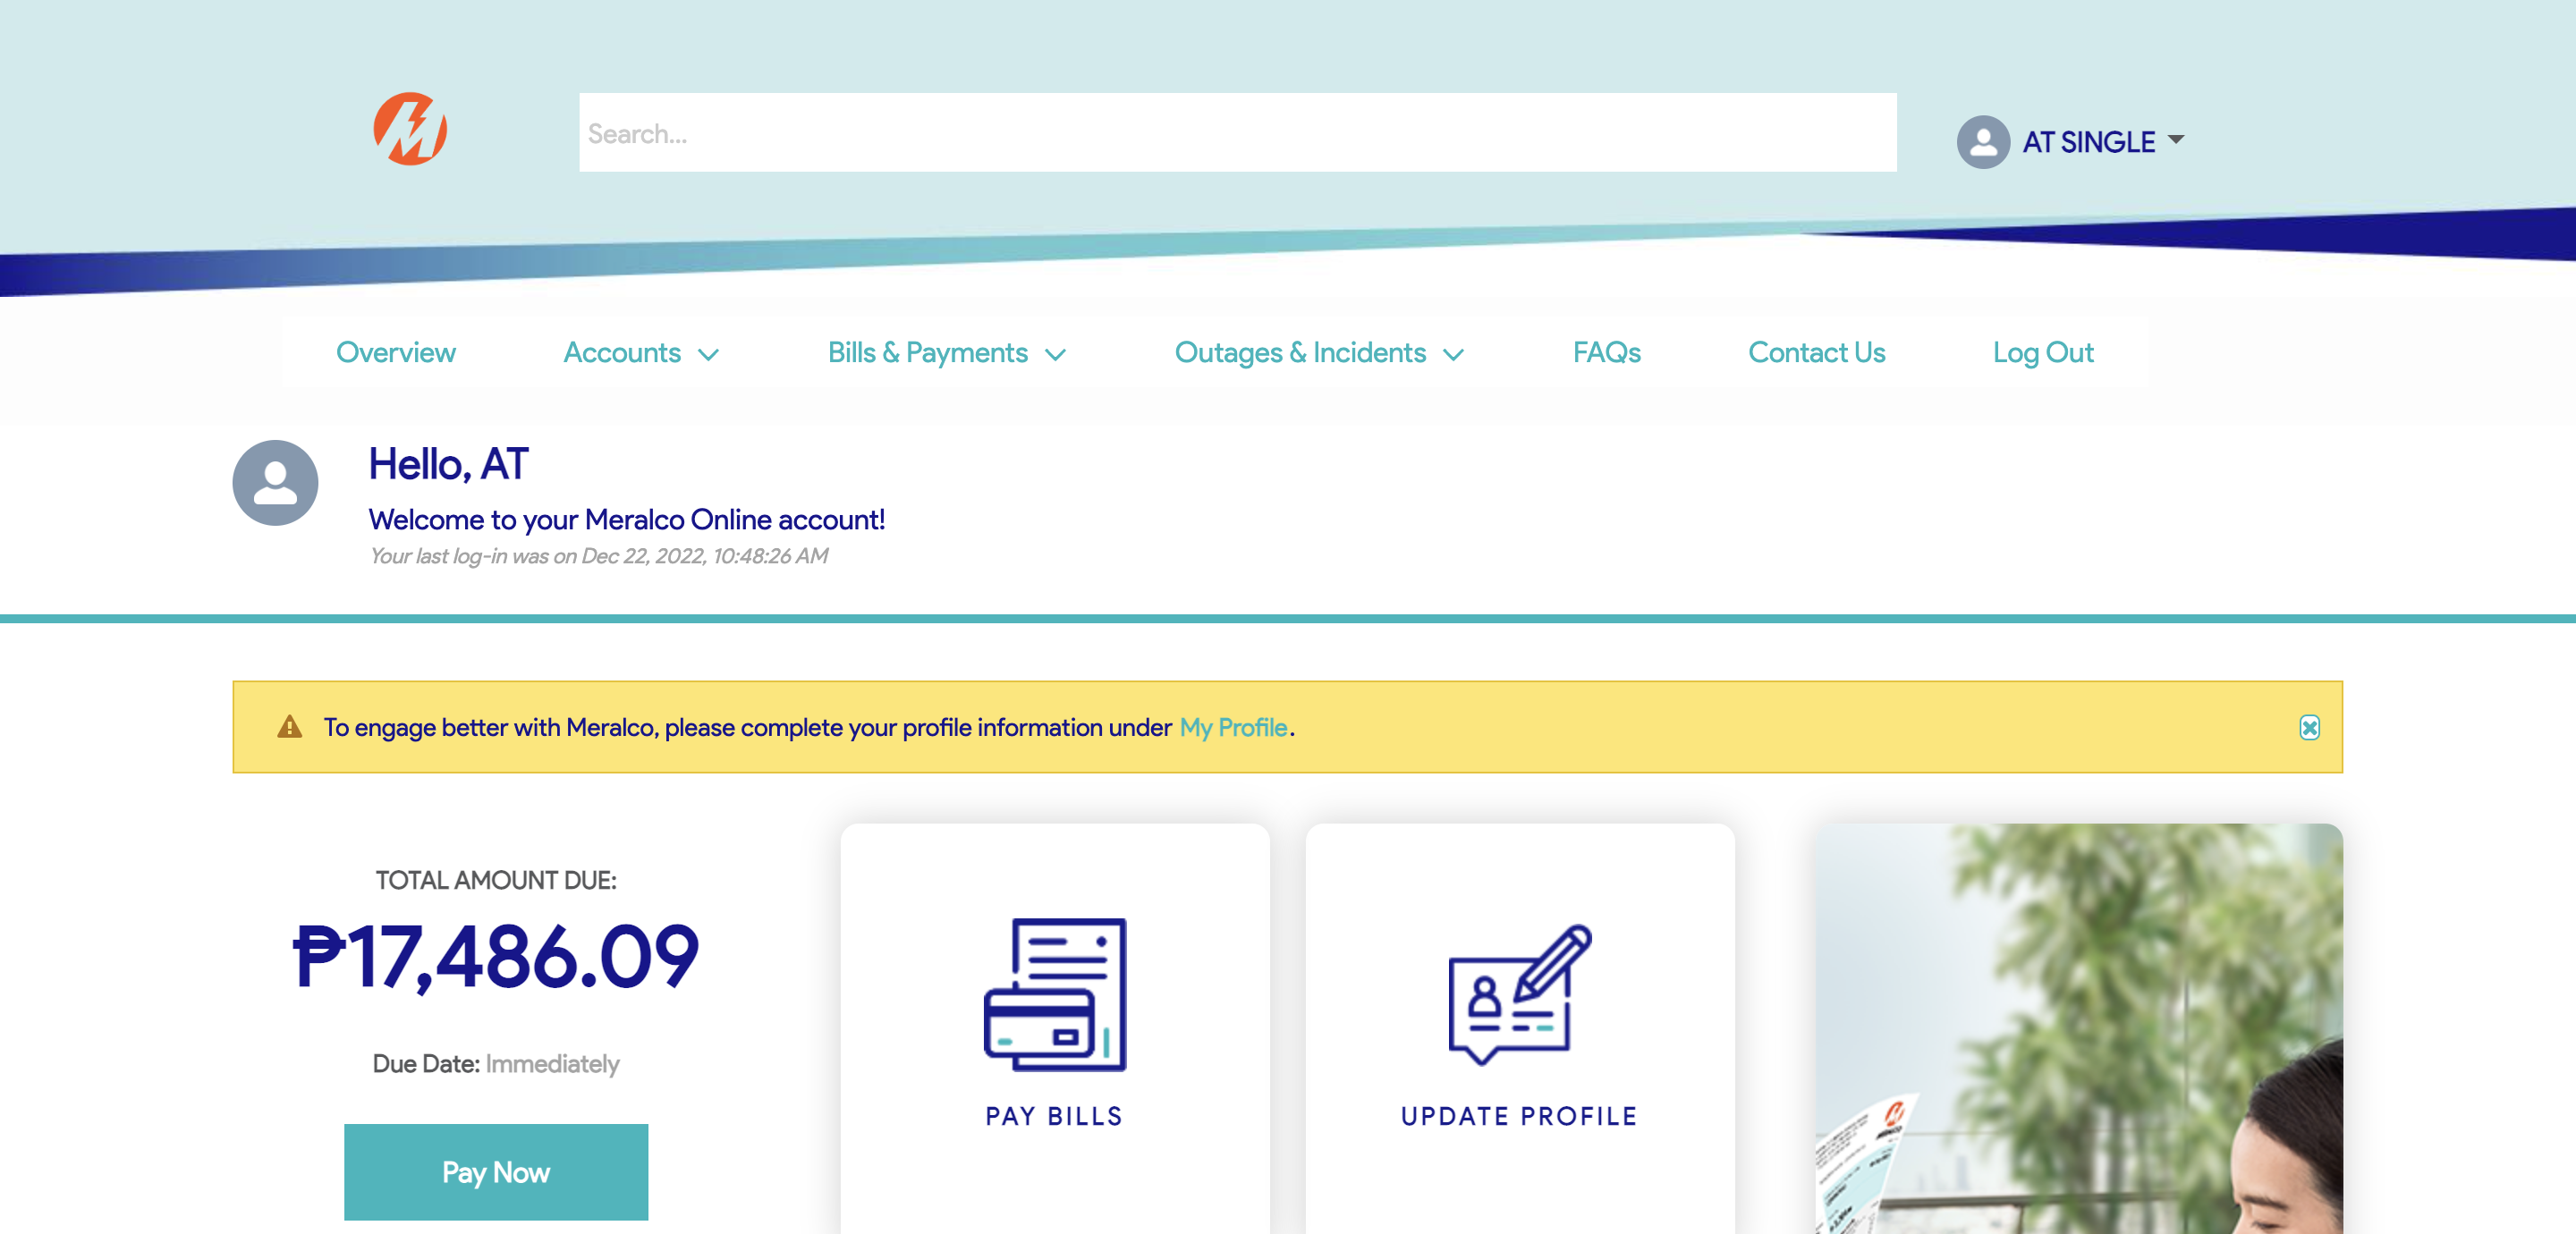 Search...
AT SINGLE
Overview
Accounts
Bills & Payments
Outages & Incidents
FAQs
Contact Us
Log Out
Hello, AT
Welcome to your Meralco Online account!
Your last log-in was on Dec 22, 2022, 10:48:26 AM
To engage better with Meralco, please complete your profile information under My Profile.
TOTAL AMOUNT DUE:
₱17,486.09
Due Date: Immediately
Pay Now
PAY BILLS
UPDATE PROFILE
MERALCO